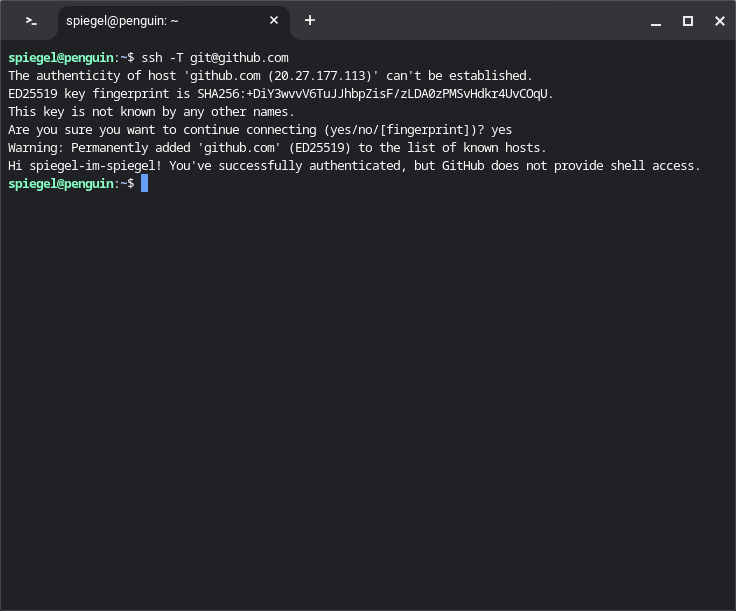 spiegel@penguin: ~
spiegel@penguin:~$ ssh -T git@github.com
The authenticity of host 'github.com (20.27.177.113)' can't be established.
ED25519 key fingerprint is SHA256:+DiY3wvvV6TuJJhbpZisF/zLDA0zPMSvHdkr4UvCOqU.
This key is not known by any other names.
Are you sure you want to continue connecting (yes/no/[fingerprint])? yes
Warning: Permanently added 'github.com' (ED25519) to the list of known hosts.
Hi spiegel-im-spiegel! You've successfully authenticated, but GitHub does not provide shell access.
spiegel@penguin:~$